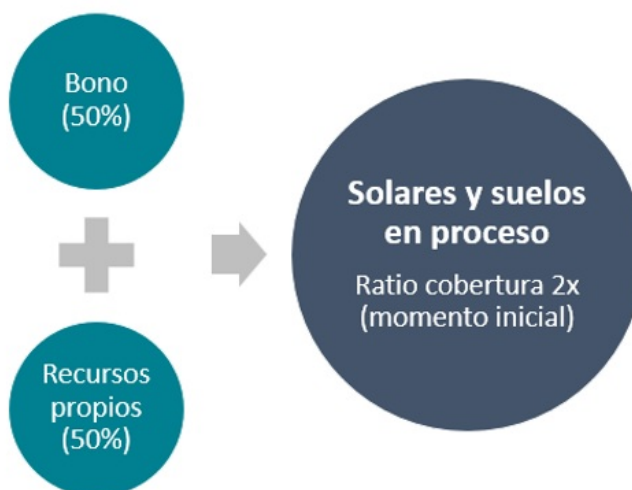 Bono
(50%)
Recursos
propios
(50%)
Solares y suelos
en proceso
Ratio cobertura 2x
(momento inicial)